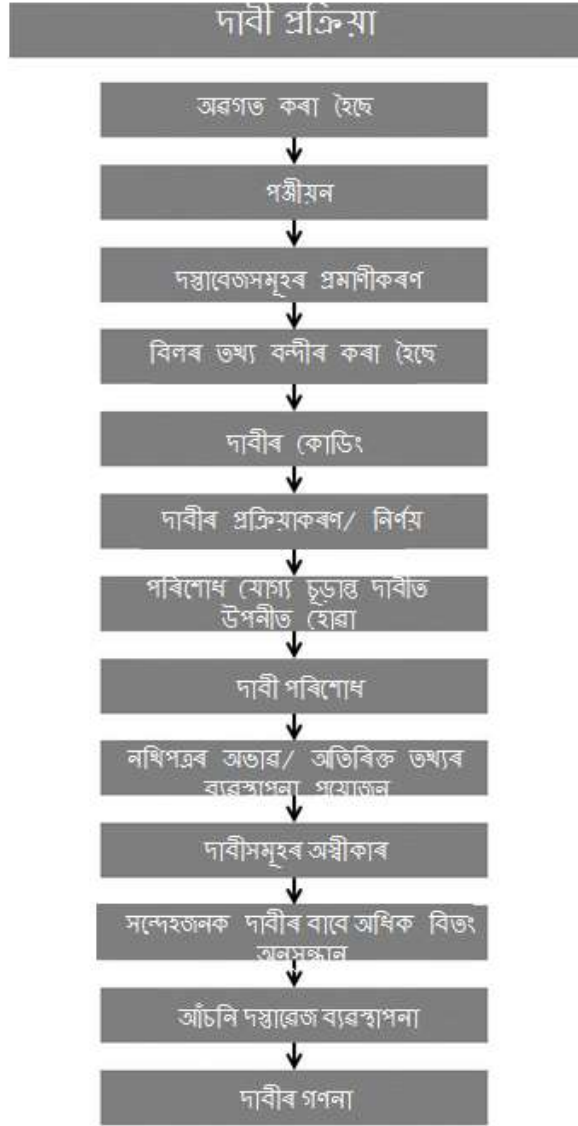 দাবী প্ৰক্ৰিয়া
অৱগত কৰা হৈছে
পঞ্জীয়ন
দস্তাবেজসমূহৰ প্ৰমাণীকৰণ
বিলৰ তথ্য বন্দীৰ কৰা হৈছে
দাবীৰ কোডিং
দাবীৰ প্ৰক্ৰিয়াকৰণ/ নিৰ্ণয়
পৰিশোধ যোগ্য চূড়ান্ত দাবীত
উপনীত হোৱা
দাবী পৰিশোধ
নথিপত্ৰৰ অভাৱ/ অতিৰিক্ত তথ্যৰ
ব্যৱস্থাপনা প্ৰয়োজন
দাবীসমূহৰ অস্বীকাৰ
সন্দেহজনক দাবীৰ বাবে অধিক বিতং
অনুসন্ধান
আঁচনি দস্তাৱেজ ব্যৱস্থাপনা
দাবীৰ গণনা